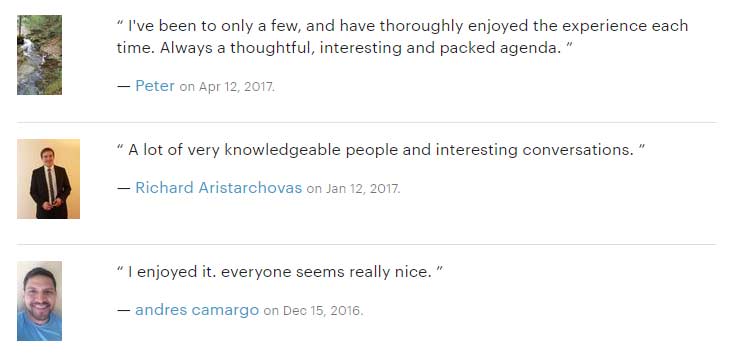 “ I've been to only a few, and have thoroughly enjoyed the experience each
time. Always a thoughtful, interesting and packed agenda. ”
— Peter on Apr 12, 2017.
“ A lot of very knowledgeable people and interesting conversations. ”
— Richard Aristarchovas on Jan 12, 2017.
“ I enjoyed it. everyone seems really nice. ”
— andres camargo on Dec 15, 2016.